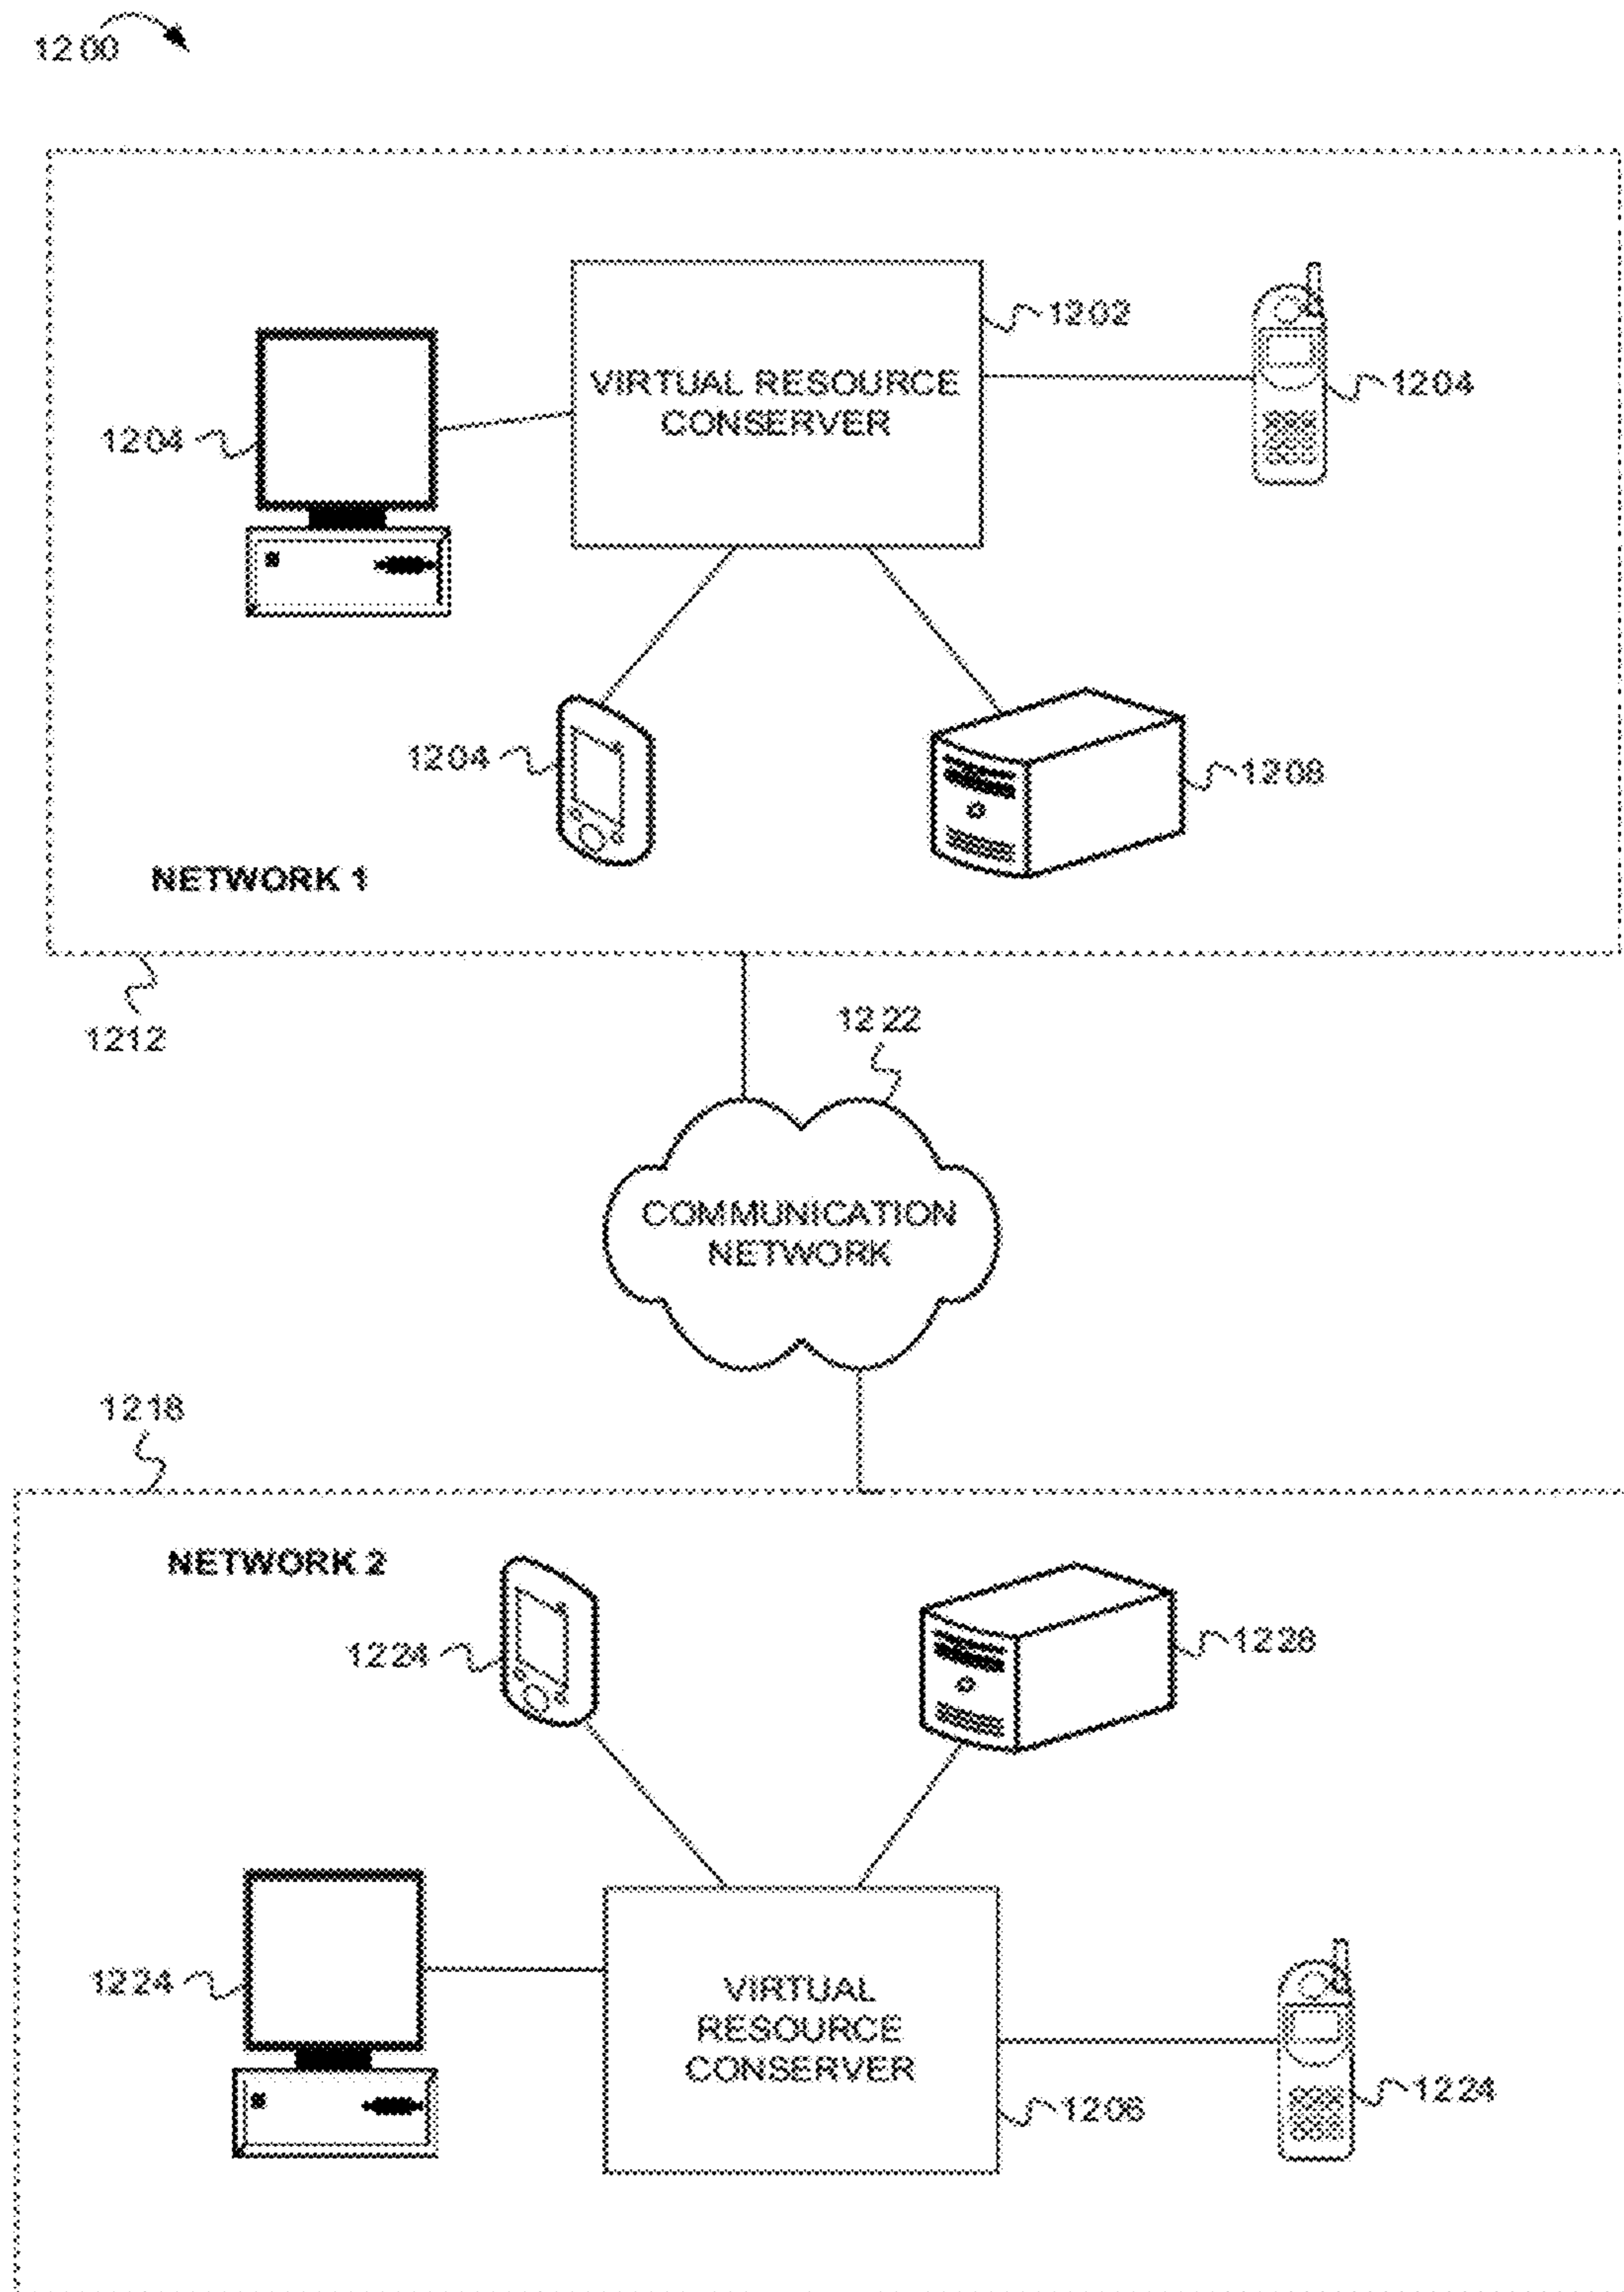 1200
1202
VIRTUAL RESOURCE
CONSERVER
1204
1204
1204
1208
NETWORK 1
1212
1222
COMMUNICATION
NETWORK
1218
NETWORK 2
1224
1228
1224
VIRTUAL
RESOURCE
CONSERVER
1224
1206